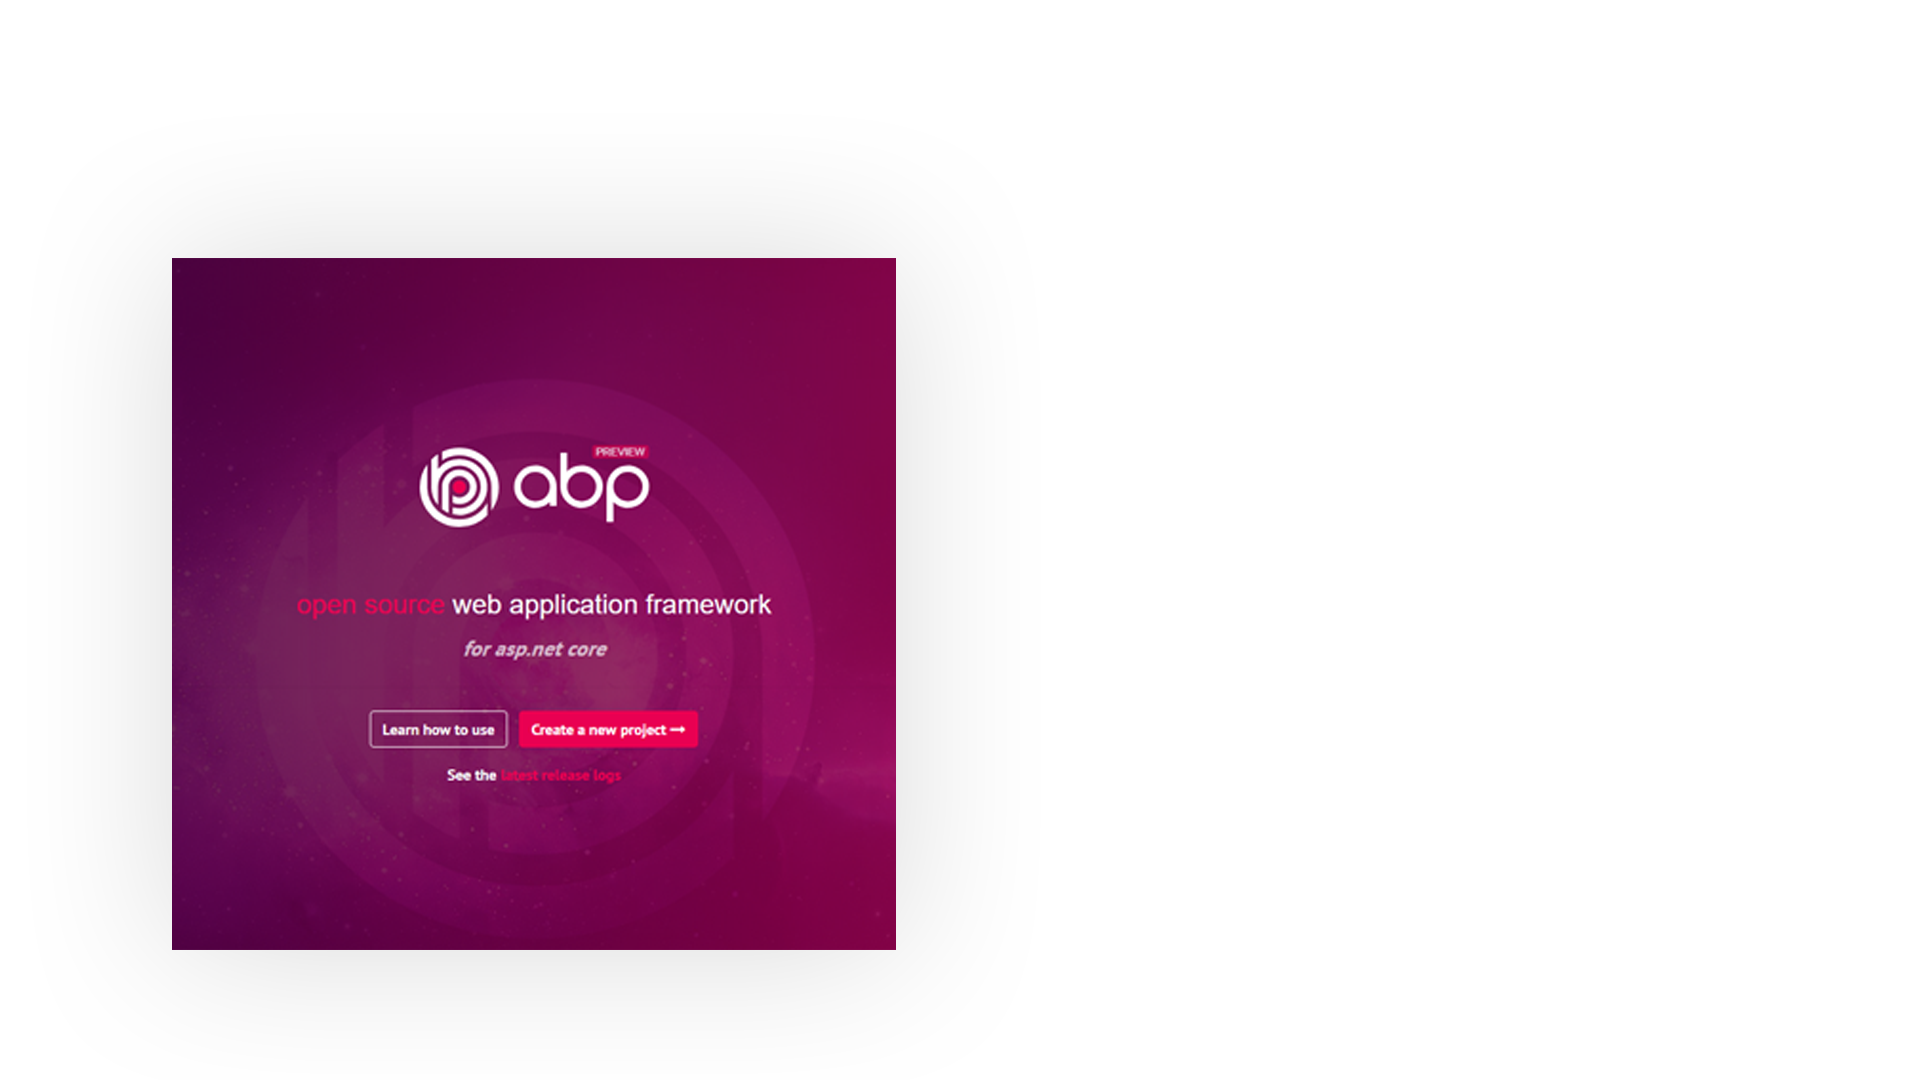 PREVIEW
abp
open source web application framework
for asp.net core
Learn how to use
Create a new project →
See the latest release logs